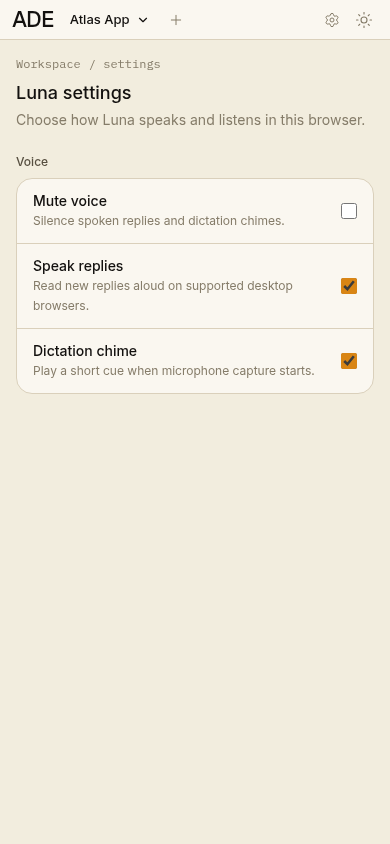 ADE Atlas App
Workspace / settings
Luna settings
Choose how Luna speaks and listens in this browser.
Voice
Mute voice
Silence spoken replies and dictation chimes.
Speak replies
Read new replies aloud on supported desktop
browsers.
Dictation chime
Play a short cue when microphone capture starts.